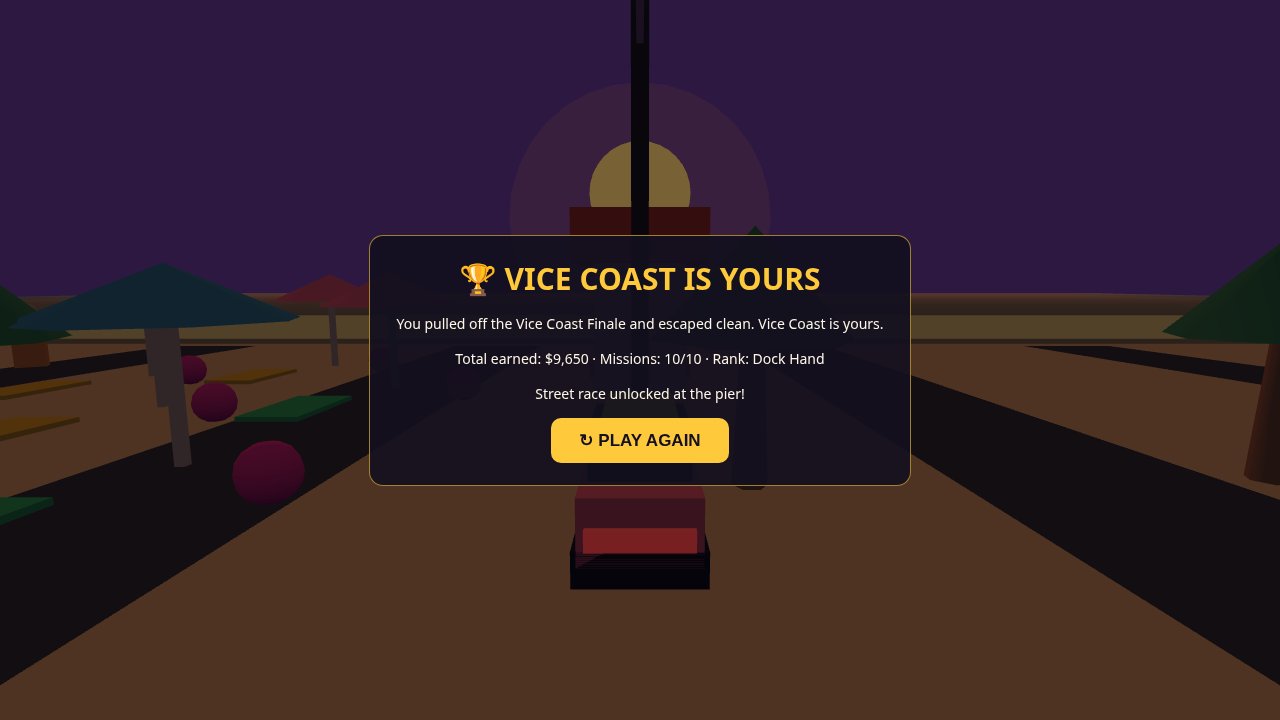 🏆 VICE COAST IS YOURS
You pulled off the Vice Coast Finale and escaped clean. Vice Coast is yours.
Total earned: $9,650 · Missions: 10/10 · Rank: Dock Hand
Street race unlocked at the pier!
↻ PLAY AGAIN